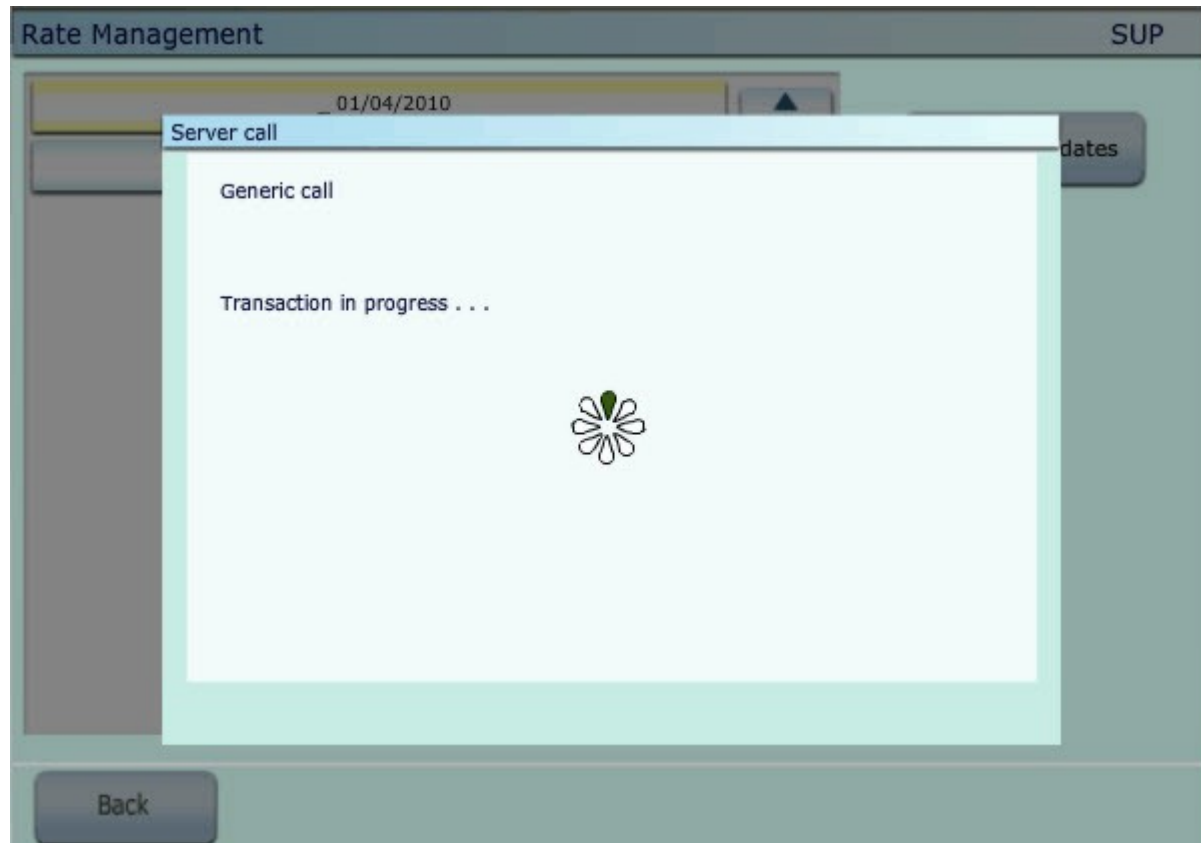 Rate Management SUP
_ 01/04/2010
Server call
dates
Generic call
Transaction in progress . . .
Back